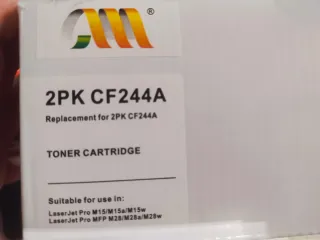 2PK CF244A
Replacement for 2PK CF244A
TONER CARTRIDGE
Suitable for use in:
LaserJet Pro M15/M15a/M15w
LaserJet Pro MFP M28/M28a/M28w